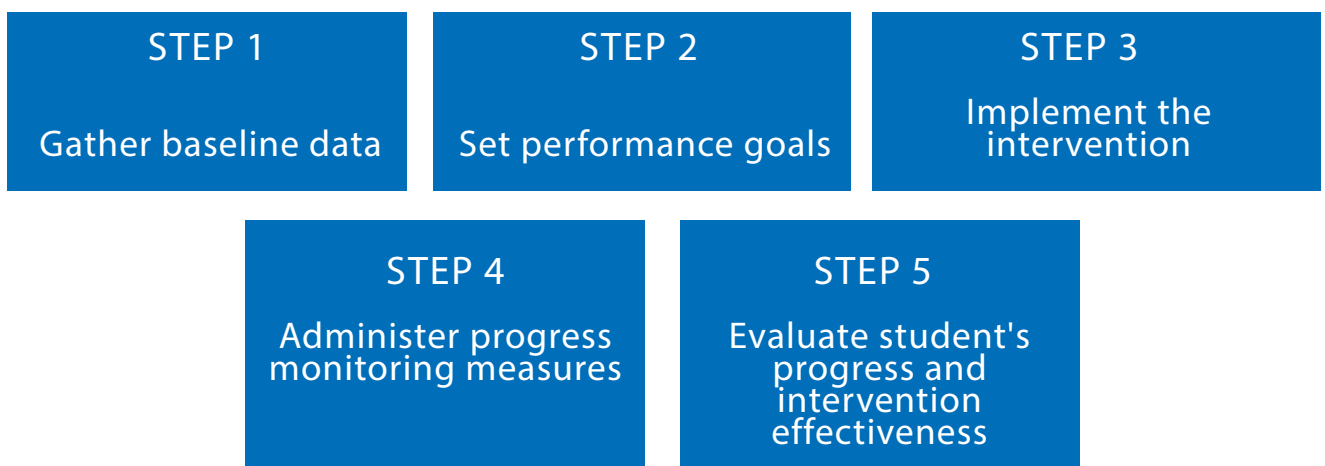 STEP 1
Gather baseline data
STEP 2
Set performance goals
STEP 3
Implement the
intervention
STEP 4
Administer progress
monitoring measures
STEP 5
Evaluate student's
progress and
intervention
effectiveness